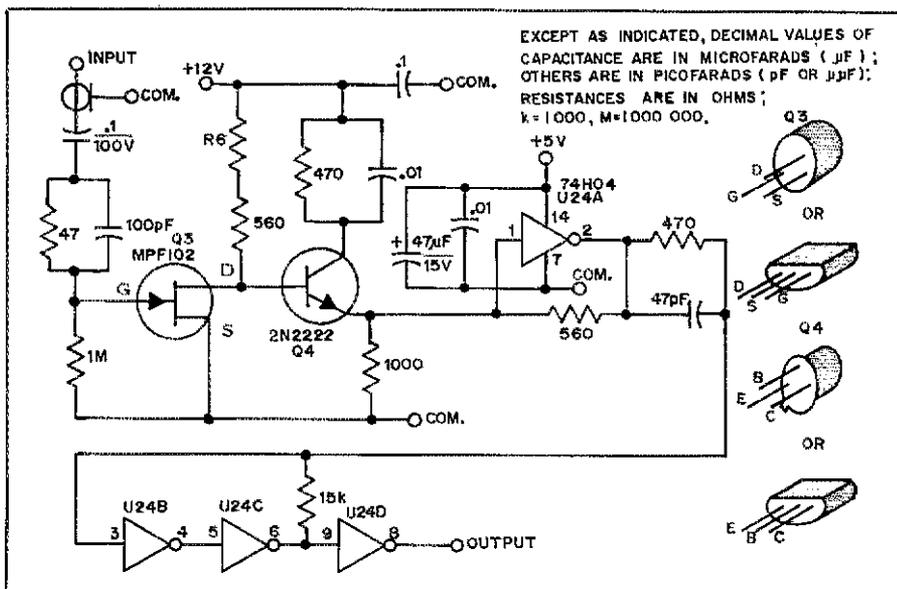 INPUT
COM.
.1
100V
47
100pF
Q3
MPF102
G
D
S
1M
+12V
R6
560
470
.01
.1
COM.
2N2222
Q4
1000
COM.
EXCEPT AS INDICATED, DECIMAL VALUES OF
CAPACITANCE ARE IN MICROFARADS (µF);
OTHERS ARE IN PICOFARADS (pF OR µµF);
RESISTANCES ARE IN OHMS;
k=1000, M=1000 000.
+5V
74H04
U24A
.01
+
47µF
15V
14
1
2
7
COM.
560
470
47pF
Q3
D
G
S
OR
D
S
G
Q4
B
E
C
OR
E
B
C
U24B
3
4
U24C
5
6
15k
U24D
9
8
OUTPUT